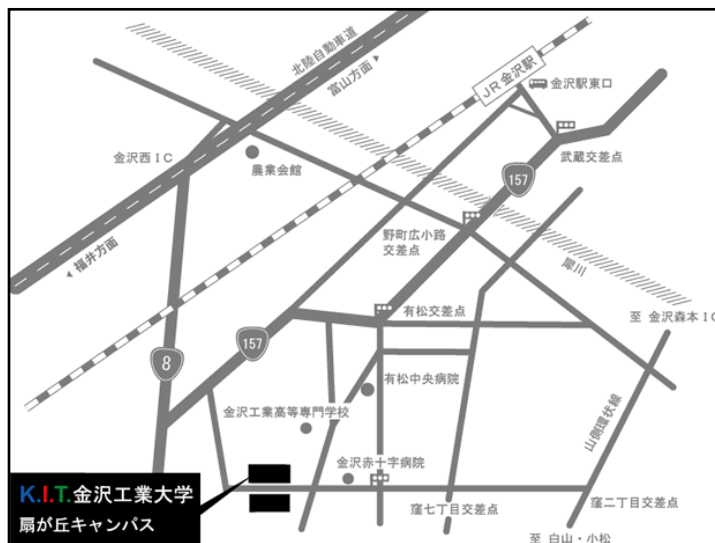 北陸自動車道
富山方面
JR金沢駅
金沢駅東口
金沢西IC
農業会館
武蔵交差点
157
野町広小路
交差点
犀川
福井方面
有松交差点
至 金沢森本IC
157
8
有松中央病院
金沢工業高等専門学校
山側環状線
金沢赤十字病院
K.I.T.金沢工業大学
扇が丘キャンパス
窪七丁目交差点
窪二丁目交差点
至 白山・小松